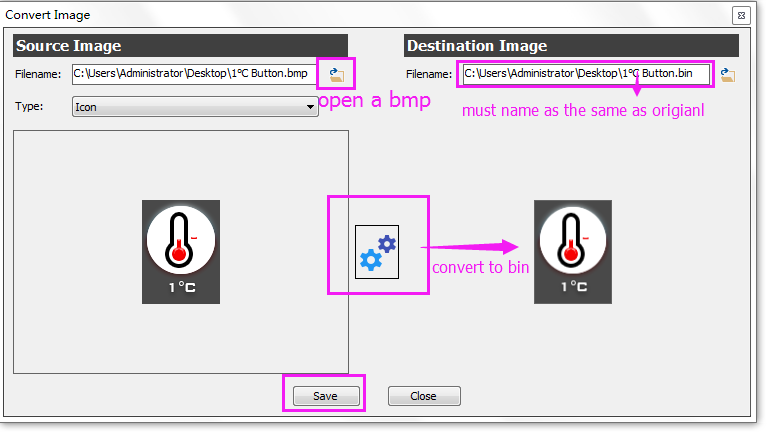 Convert Image
Source Image
Destination Image
Filename: C:\Users\Administrator\Desktop\1℃ Button.bmp
Filename: C:\Users\Administrator\Desktop\1℃ Button.bin
open a bmp
must name as the same as origianl
Type: Icon
convert to bin
1℃
1℃
Save
Close